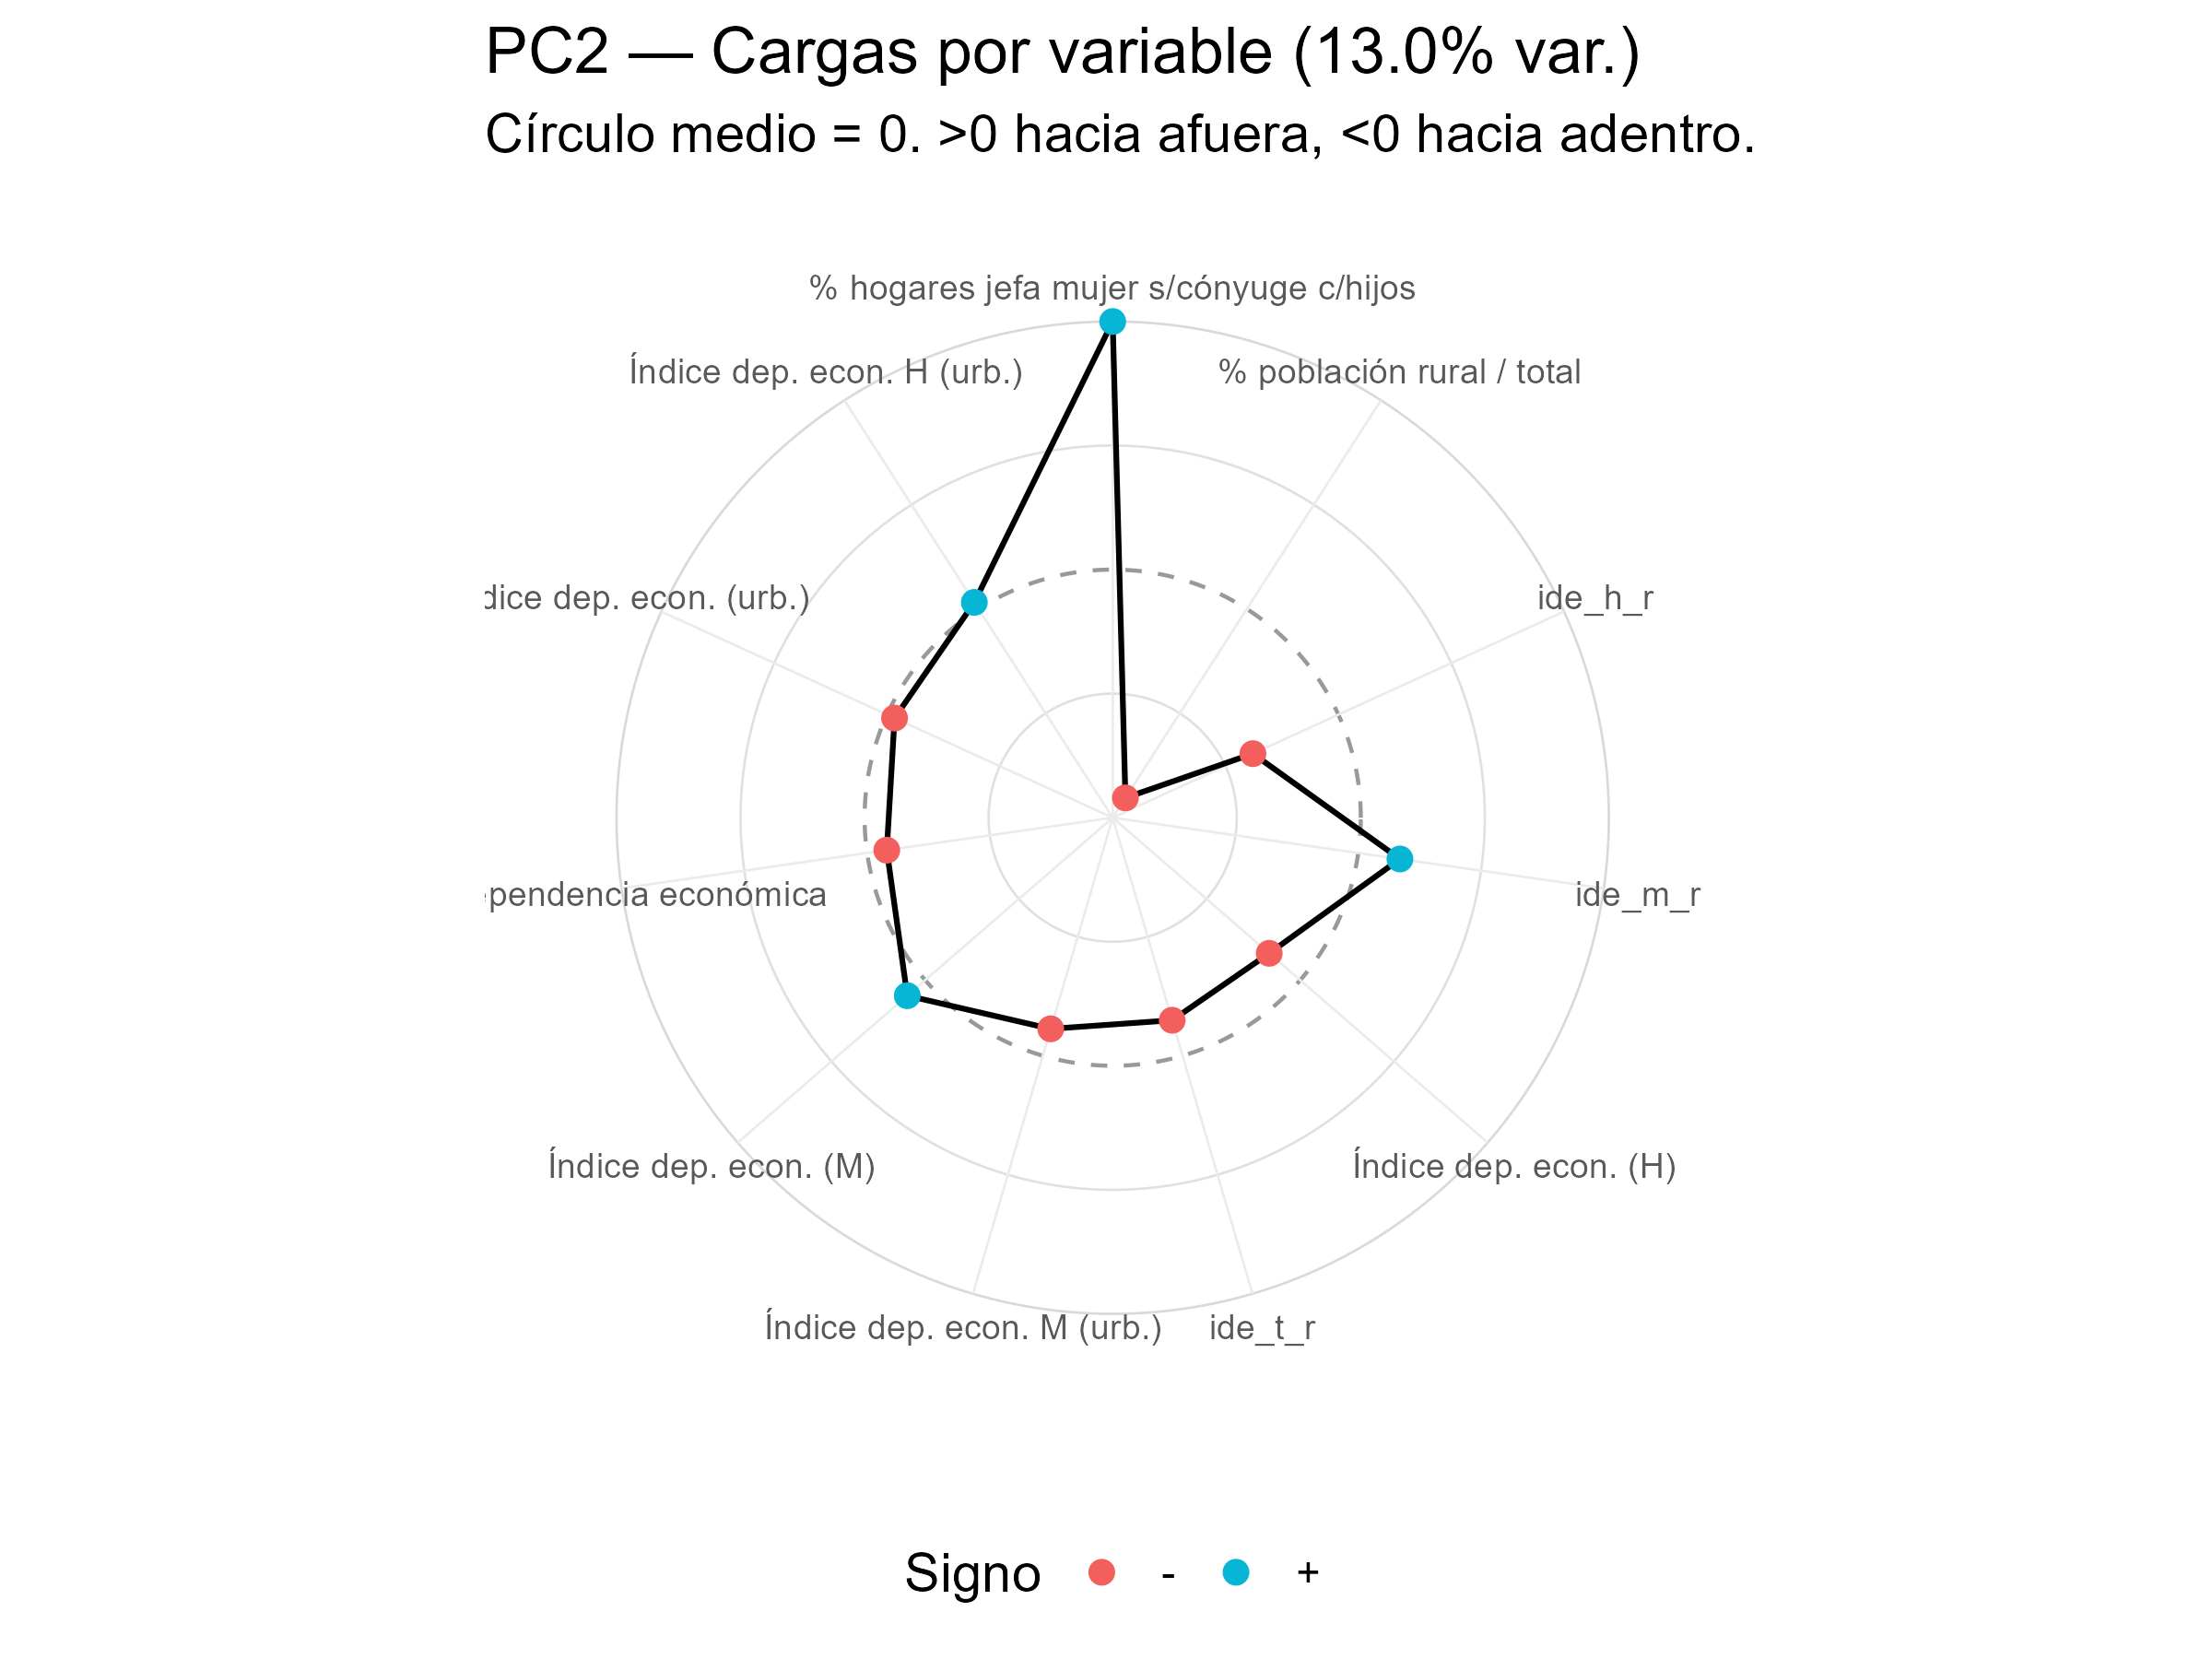 PC2 — Cargas por variable (13.0% var.)
Círculo medio = 0. >0 hacia afuera, <0 hacia adentro.
% hogares jefa mujer s/cónyuge c/hijos
Índice dep. econ. H (urb.)
% población rural / total
dice dep. econ. (urb.)
ide_h_r
pendencia económica
ide_m_r
Índice dep. econ. (M)
Índice dep. econ. (H)
Índice dep. econ. M (urb.)
ide_t_r
Signo - +